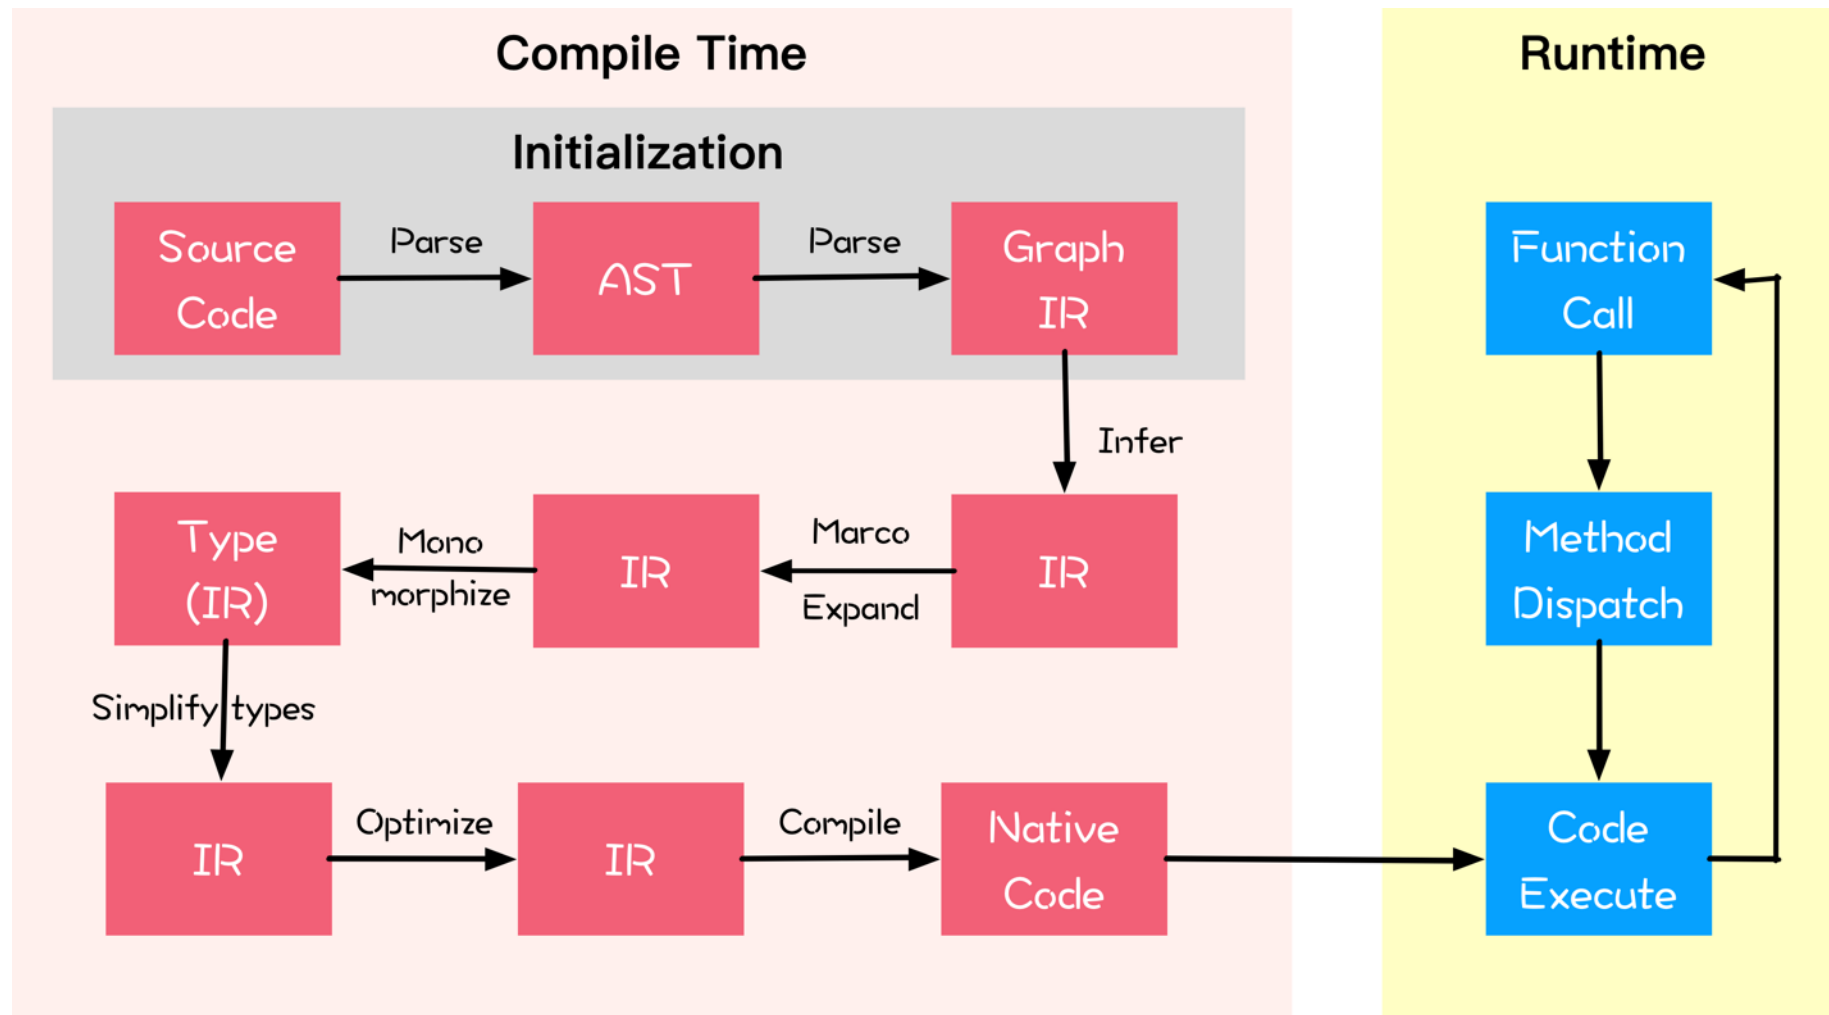 Compile Time
Initialization
Source
Code
Parse
AST
Parse
Graph
IR
Infer
IR
Marco
Expand
IR
Mono
morphize
Type
(IR)
Simplify types
IR
Optimize
IR
Compile
Native
Code
Runtime
Function
Call
Method
Dispatch
Code
Execute